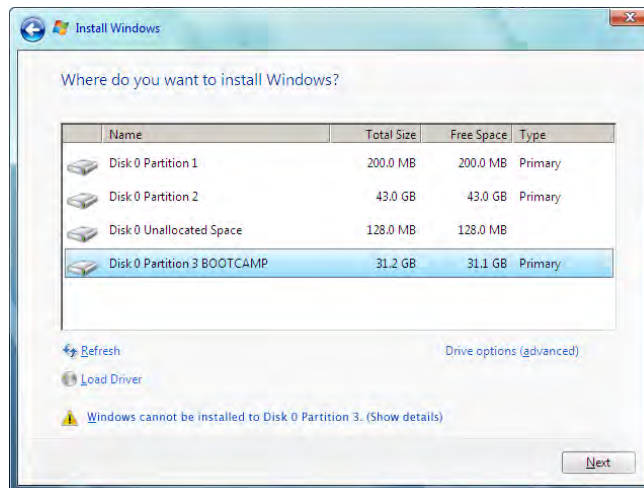 Install Windows
Where do you want to install Windows?
Name Total Size Free Space Type
Disk 0 Partition 1 200.0 MB 200.0 MB Primary
Disk 0 Partition 2 43.0 GB 43.0 GB Primary
Disk 0 Unallocated Space 128.0 MB 128.0 MB
Disk 0 Partition 3 BOOTCAMP 31.2 GB 31.1 GB Primary
Refresh Drive options (advanced)
Load Driver
Windows cannot be installed to Disk 0 Partition 3. (Show details)
Next